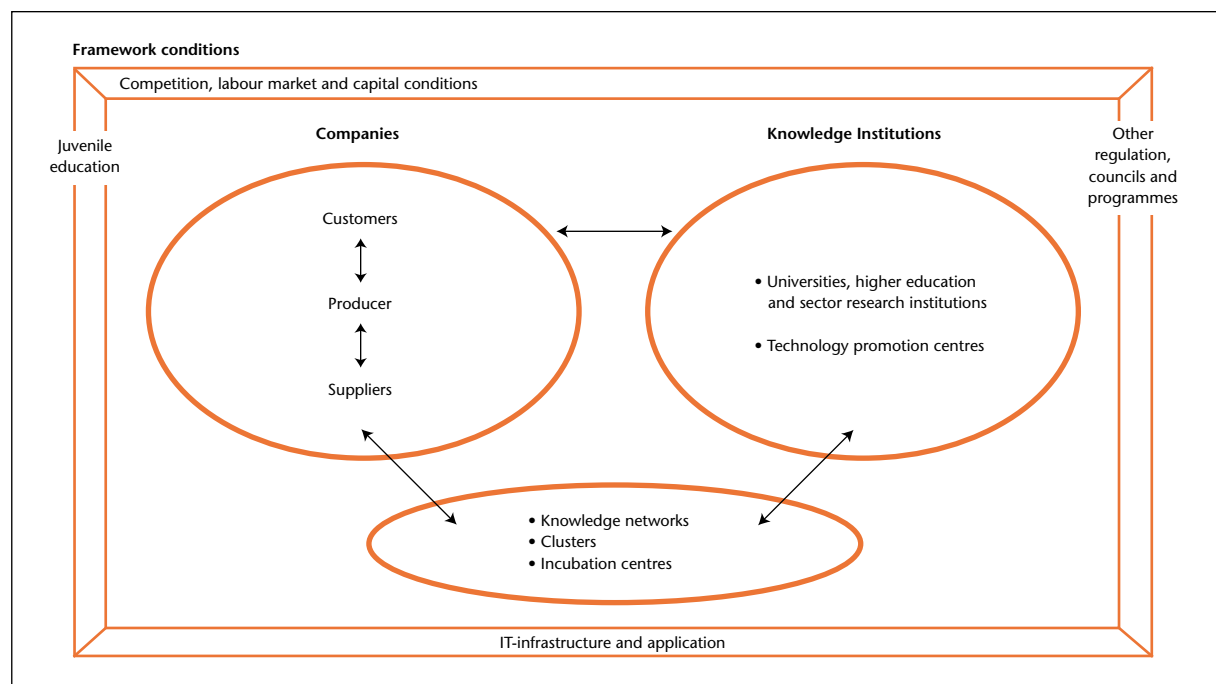 Framework conditions
Competition, labour market and capital conditions
Juvenile
education
Companies
Knowledge Institutions
Other
regulation,
councils and
programmes
Customers
Producer
Suppliers
• Universities, higher education
and sector research institutions
• Technology promotion centres
• Knowledge networks
• Clusters
• Incubation centres
IT-infrastructure and application